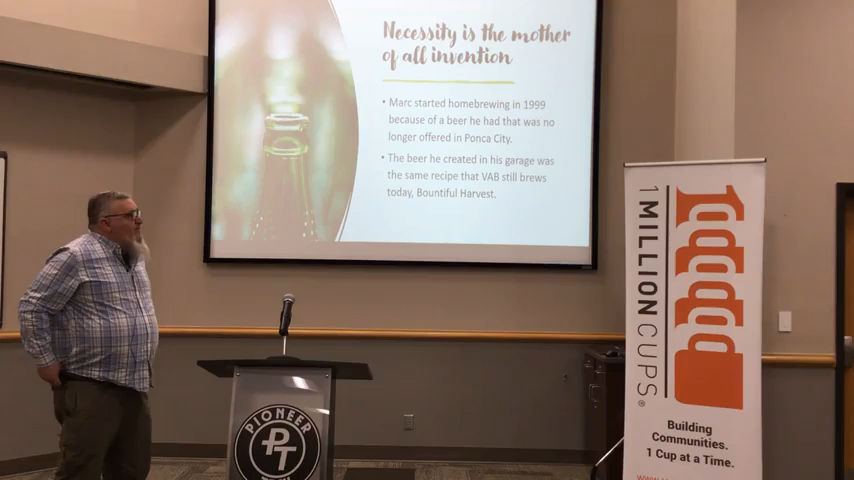 Necessity is the mother
of all invention
• Marc started homebrewing in 1999
because of a beer he had that was no
longer offered in Ponca City.
• The beer he created in his garage was
the same recipe that VAB still brews
today, Bountiful Harvest.
1 MILLION CUPS®
Building
Communities.
1 Cup at a Time.
PIONEER
PT